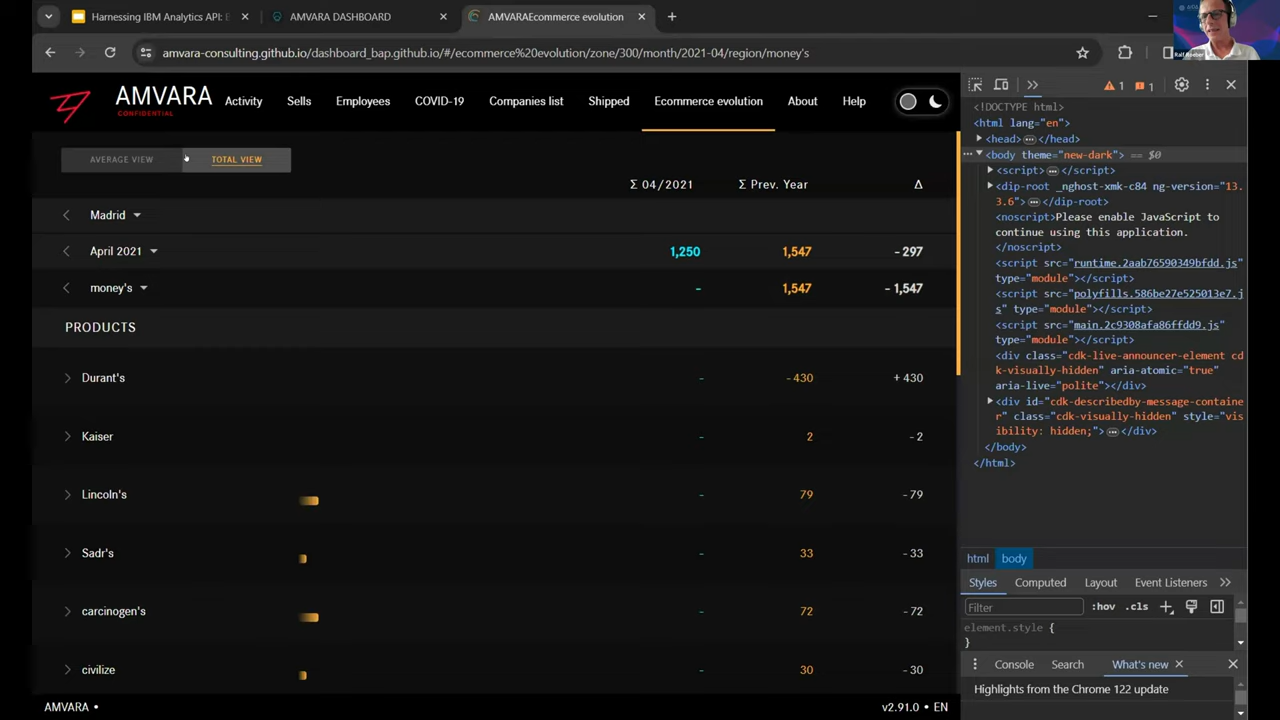 Harnessing IBM Analytics API: E
AMVARA DASHBOARD
AMVARAEcommerce evolution
amvara-consulting.github.io/dashboard_bap.github.io/#/ecommerce%20evolution/zone/300/month/2021-04/region/money's
AMVARA
CONFIDENTIAL
Activity
Sells
Employees
COVID-19
Companies list
Shipped
Ecommerce evolution
About
Help
AVERAGE VIEW
TOTAL VIEW
Σ 04/2021 Σ Prev. Year Δ
Madrid
April 2021 1,250 1,547 - 297
money's - 1,547 - 1,547
PRODUCTS
Durant's - - 430 + 430
Kaiser - 2 - 2
Lincoln's - 79 - 79
Sadr's - 33 - 33
carcinogen's - 72 - 72
civilize - 30 - 30
AMVARA •
v2.91.0 • EN
1
1
<!DOCTYPE html>
<html lang="en">
<head> … </head>
… <body theme="new-dark"> == $0
<script> … </script>
<dip-root _nghost-xmk-c84 ng-version="13.
3.6"> … </dip-root>
<noscript>Please enable JavaScript to
continue using this application.
</noscript>
<script src="runtime.2aab76590349bfdd.js"
type="module"></script>
<script src="polyfills.586be27e525013e7.j
s" type="module"></script>
<script src="main.2c9308afa86ffdd9.js"
type="module"></script>
<div class="cdk-live-announcer-element cd
k-visually-hidden" aria-atomic="true"
aria-live="polite"></div>
<div id="cdk-describedby-message-containe
r" class="cdk-visually-hidden" style="vis
ibility: hidden;"> … </div>
</body>
</html>
html body
Styles Computed Layout Event Listeners
Filter :hov .cls
element.style {
}
Console Search What's new
Highlights from the Chrome 122 update